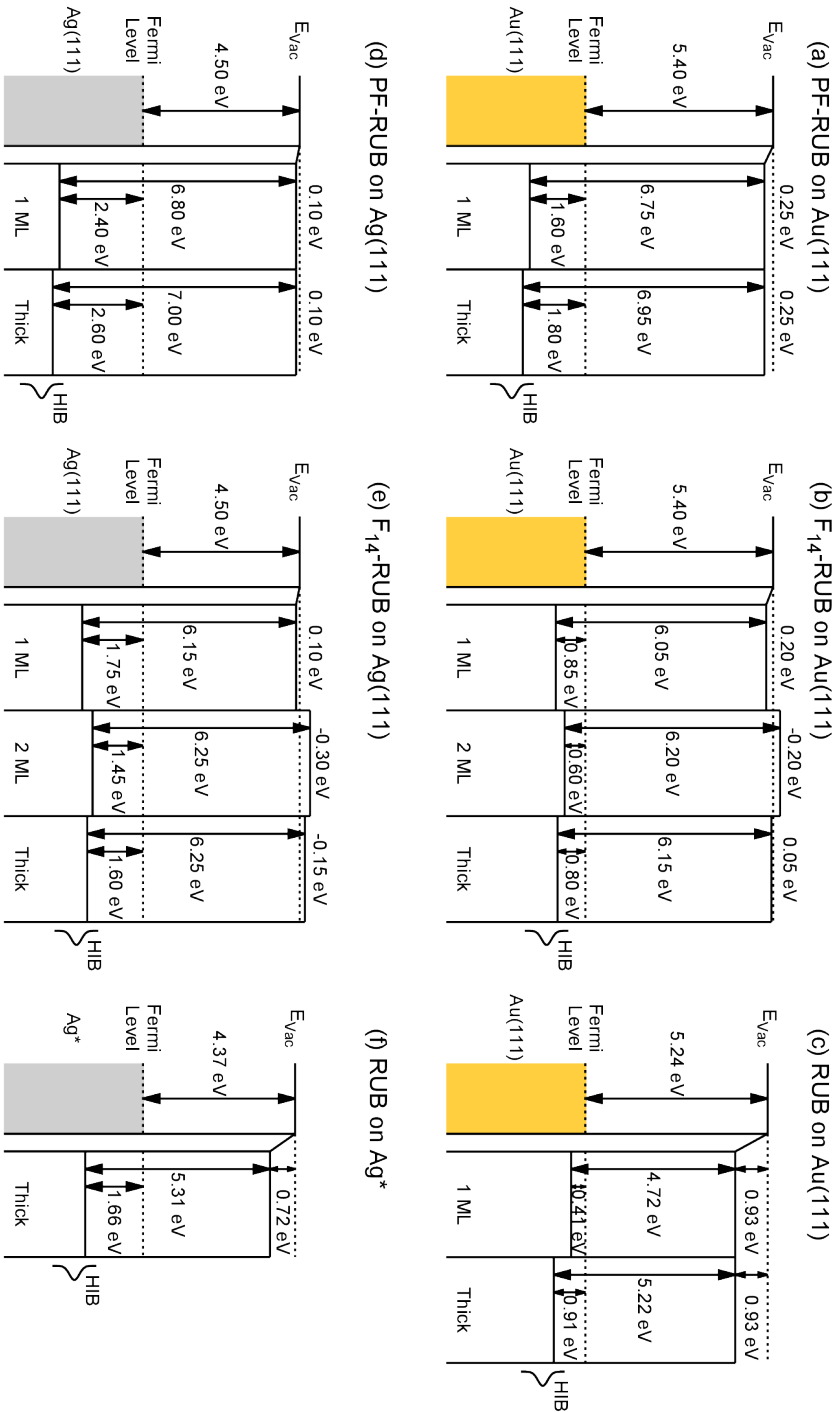 (a) PF-RUB on Au(111)
E_Vac
5.40 eV
Fermi
Level
Au(111)
0.25 eV
6.75 eV
1.60 eV
1 ML
0.25 eV
6.95 eV
1.80 eV
Thick
HIB
(b) F₁₄-RUB on Au(111)
E_Vac
5.40 eV
Fermi
Level
Au(111)
0.20 eV
6.05 eV
0.85 eV
1 ML
-0.20 eV
6.20 eV
0.60 eV
2 ML
0.05 eV
6.15 eV
0.80 eV
Thick
HIB
(c) RUB on Au(111)
E_Vac
5.24 eV
Fermi
Level
Au(111)
0.93 eV
4.72 eV
0.41 eV
1 ML
0.93 eV
5.22 eV
0.91 eV
Thick
HIB
(d) PF-RUB on Ag(111)
E_Vac
4.50 eV
Fermi
Level
Ag(111)
0.10 eV
6.80 eV
2.40 eV
1 ML
0.10 eV
7.00 eV
2.60 eV
Thick
HIB
(e) F₁₄-RUB on Ag(111)
E_Vac
4.50 eV
Fermi
Level
Ag(111)
0.10 eV
6.15 eV
1.75 eV
1 ML
-0.30 eV
6.25 eV
1.45 eV
2 ML
-0.15 eV
6.25 eV
1.60 eV
Thick
HIB
(f) RUB on Ag*
E_Vac
4.37 eV
Fermi
Level
Ag*
0.72 eV
5.31 eV
1.66 eV
Thick
HIB